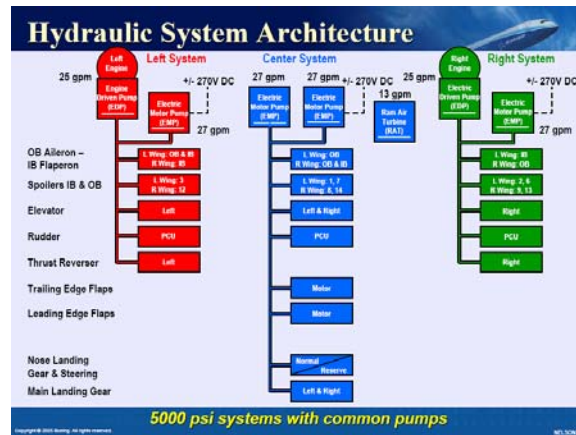 Hydraulic System Architecture
Left System
Center System
Right System
Left
Engine
Right
Engine
25 gpm
+/- 270V DC
27 gpm
27 gpm
+/- 270V DC
13 gpm
25 gpm
+/- 270V DC
Engine
Driven Pump
(EDP)
Electric
Motor Pump
(EMP)
27 gpm
Electric
Motor Pump
(EMP)
Electric
Motor Pump
(EMP)
Ram Air
Turbine
(RAT)
Electric
Driven Pump
(EDP)
Electric
Motor Pump
(EMP)
27 gpm
OB Aileron –
IB Flaperon
L Wing: OB & IB
R Wing: IB
L Wing: OB
R Wing: OB & IB
L Wing: IB
R Wing: OB
Spoilers IB & OB
L Wing: 3
R Wing: 12
L Wing: 1, 7
R Wing: 8, 14
L Wing: 2, 6
R Wing: 9, 13
Elevator
Left
Left & Right
Right
Rudder
PCU
PCU
PCU
Thrust Reverser
Left
Right
Trailing Edge Flaps
Motor
Leading Edge Flaps
Motor
Nose Landing
Gear & Steering
Normal
Reserve
Main Landing Gear
Left & Right
5000 psi systems with common pumps
Copyright © 2005 Boeing. All rights reserved.
NELSON